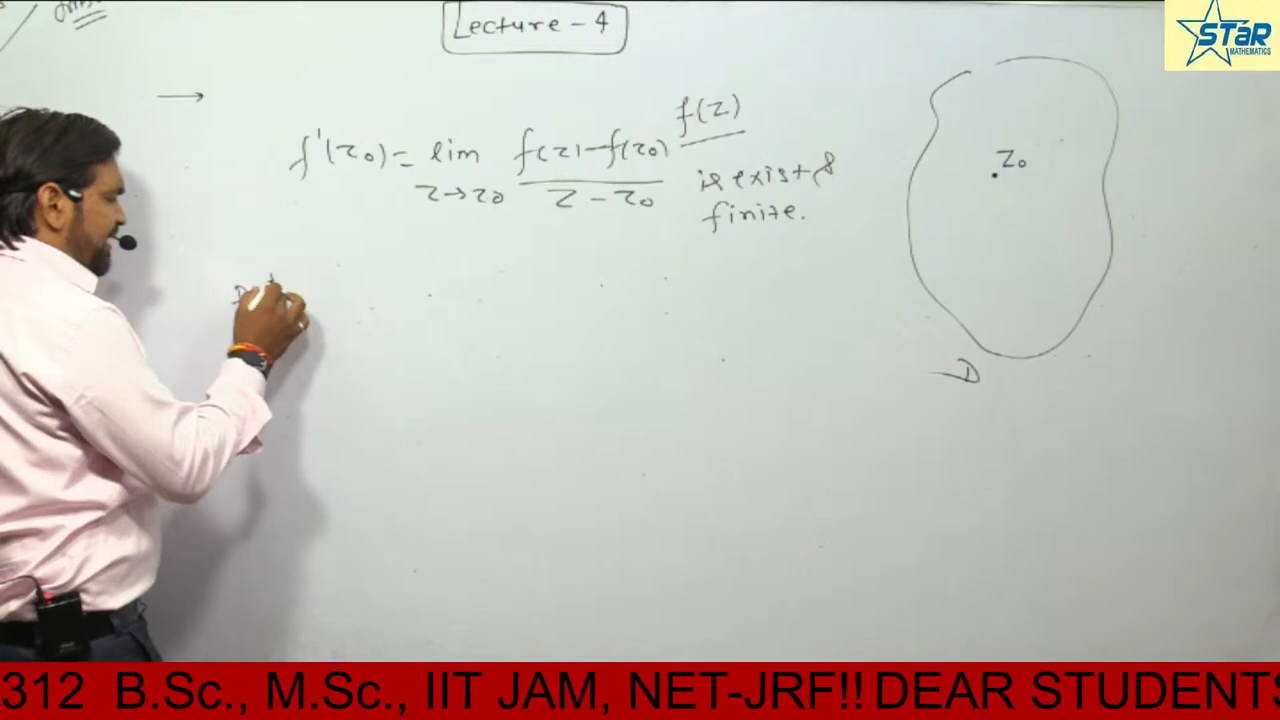 Lecture - 4
STaR
MATHEMATICS
f(z)
f'(z₀) = lim z→z₀ f(z) - f(z₀) / z - z₀ is exist &
finite.
z₀
D
312 B.Sc., M.Sc., IIT JAM, NET-JRF!! DEAR STUDENTS